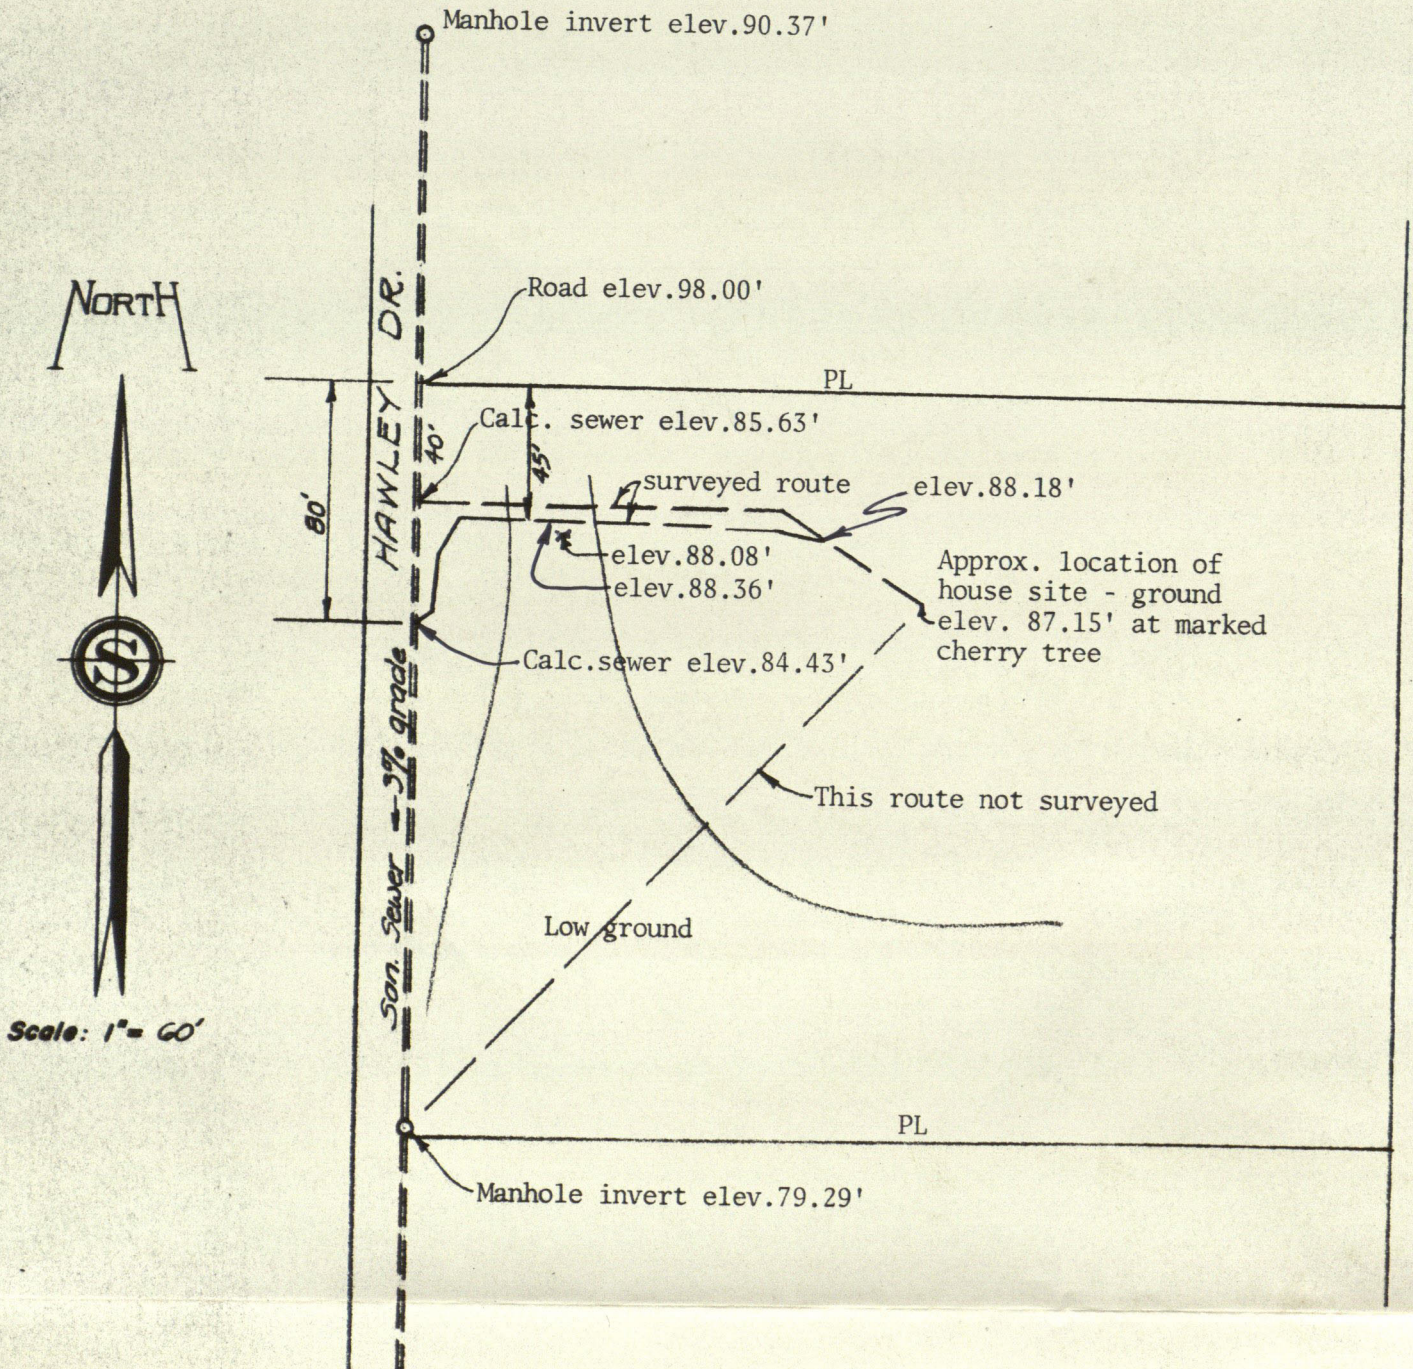 Manhole invert elev.90.37'
Road elev.98.00'
NORTH
HAWLEY DR.
PL
Calc. sewer elev.85.63'
40'
45'
80'
surveyed route
elev.88.18'
elev.88.08'
elev.88.36'
Approx. location of
house site - ground
elev. 87.15' at marked
cherry tree
S
Calc.sewer elev.84.43'
San. Sewer - 3% grade
This route not surveyed
Low ground
Scale: 1"= 60'
PL
Manhole invert elev.79.29'